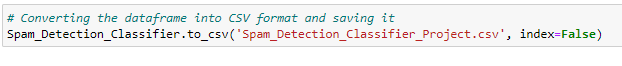 # Converting the dataframe into CSV format and saving it
Spam_Detection_Classifier.to_csv('Spam_Detection_Classifier_Project.csv', index=False)